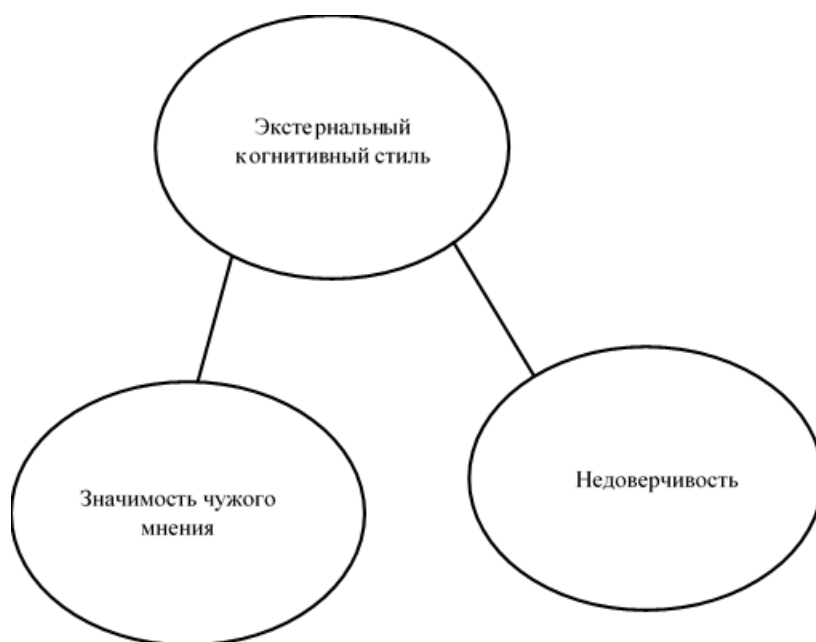 Экстернальный
когнитивный стиль
Значимость чужого
мнения
Недоверчивость